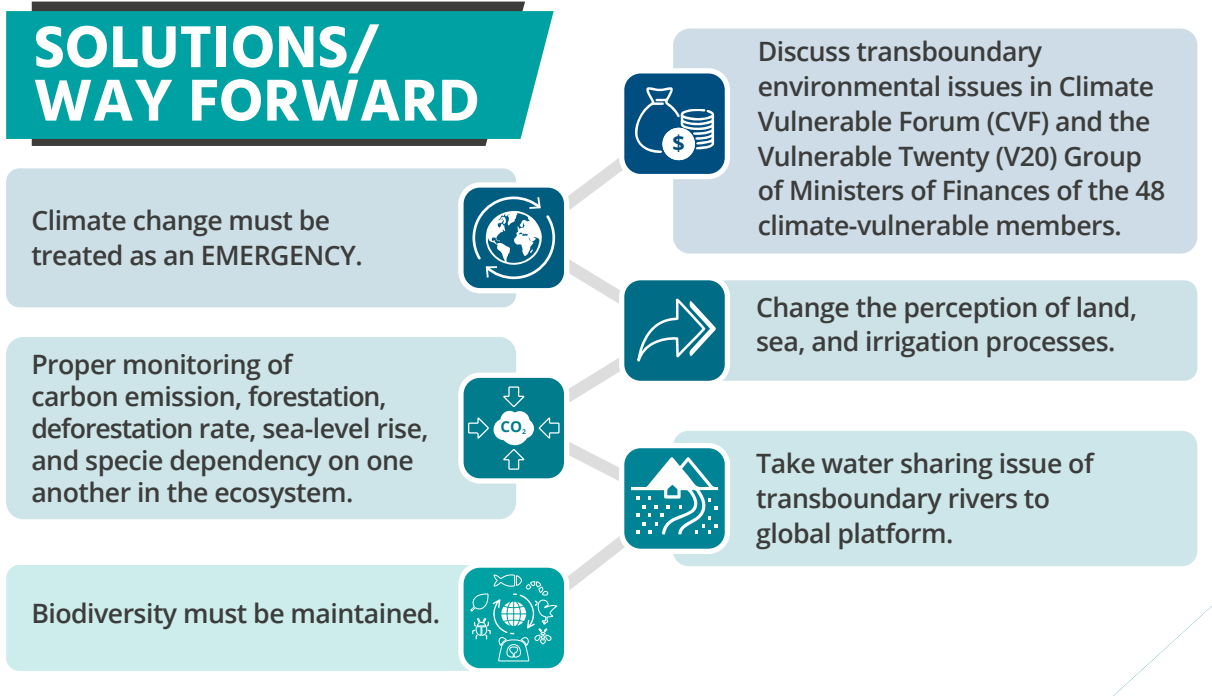 SOLUTIONS/
WAY FORWARD
Discuss transboundary
environmental issues in Climate
Vulnerable Forum (CVF) and the
Vulnerable Twenty (V20) Group
of Ministers of Finances of the 48
climate-vulnerable members.
$
Climate change must be
treated as an EMERGENCY.
Change the perception of land,
sea, and irrigation processes.
Proper monitoring of
carbon emission, forestation,
deforestation rate, sea-level rise,
and specie dependency on one
another in the ecosystem.
CO₂
Take water sharing issue of
transboundary rivers to
global platform.
Biodiversity must be maintained.